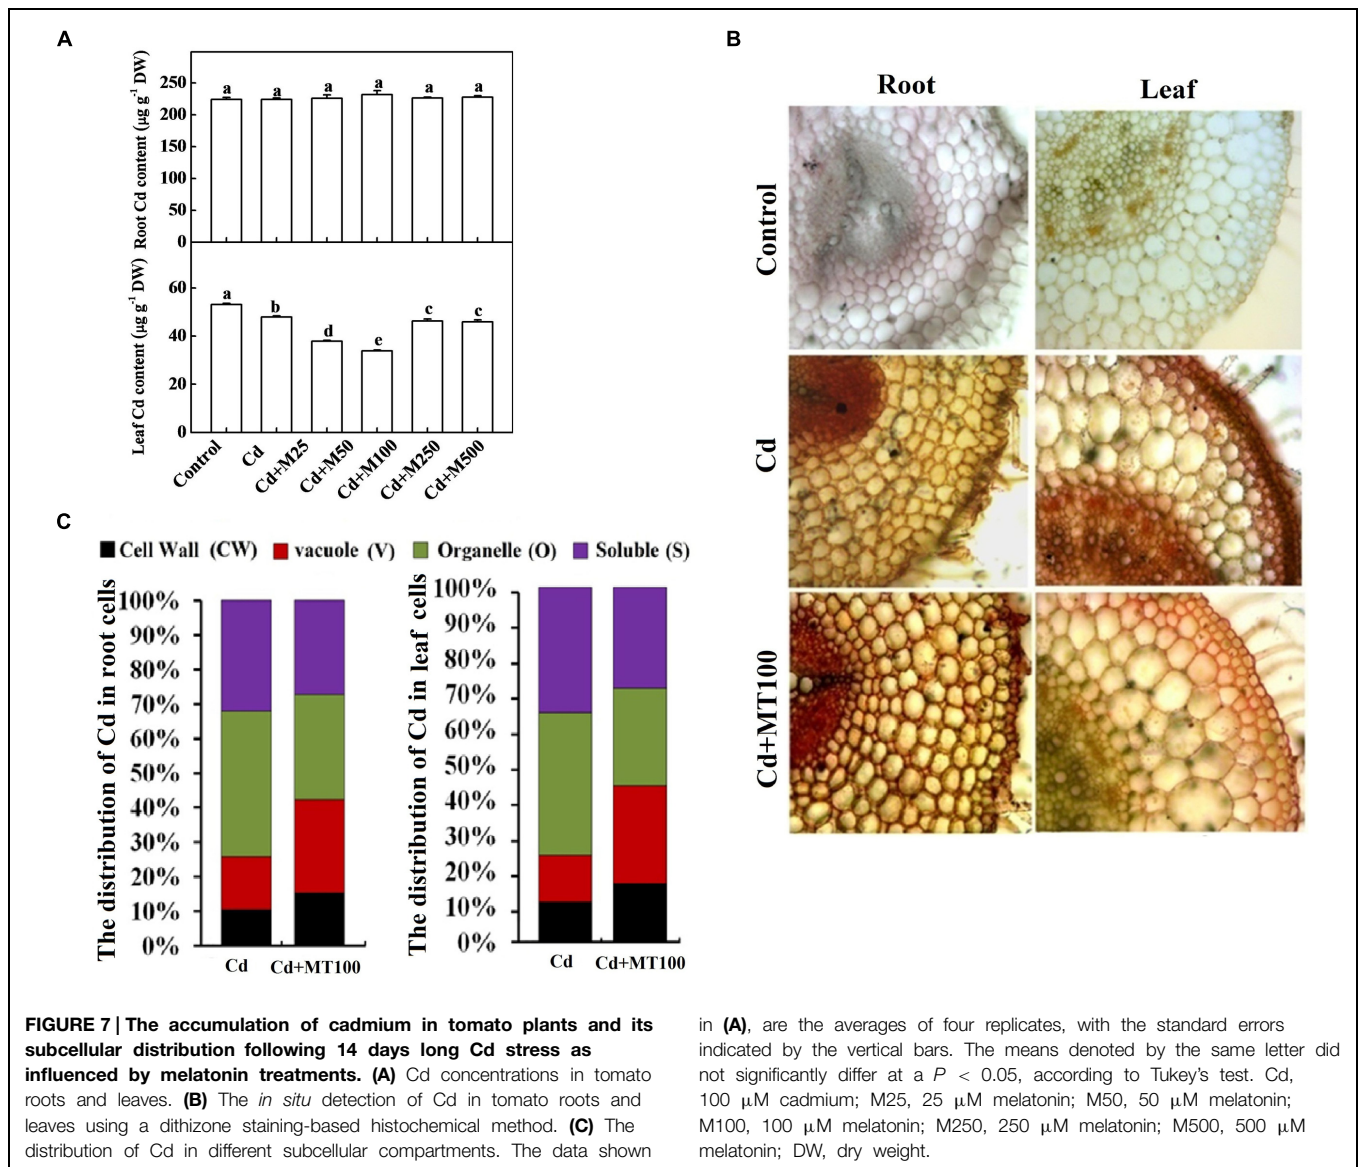 A
Root Cd content (µg g-1 DW)
250
200
150
100
50
0
a a a a a a
Leaf Cd content (µg g-1 DW)
60
40
20
0
a b d e c c
Control Cd Cd+M25 Cd+M50 Cd+M100 Cd+M250 Cd+M500
B
Root Leaf
Control
Cd
Cd+MT100
C
Cell Wall (CW) vacuole (V) Organelle (O) Soluble (S)
The distribution of Cd in root cells
100%
90%
80%
70%
60%
50%
40%
30%
20%
10%
0%
Cd Cd+MT100
The distribution of Cd in leaf cells
100%
90%
80%
70%
60%
50%
40%
30%
20%
10%
0%
Cd Cd+MT100
FIGURE 7 | The accumulation of cadmium in tomato plants and its
subcellular distribution following 14 days long Cd stress as
influenced by melatonin treatments. (A) Cd concentrations in tomato
roots and leaves. (B) The in situ detection of Cd in tomato roots and
leaves using a dithizone staining-based histochemical method. (C) The
distribution of Cd in different subcellular compartments. The data shown
in (A), are the averages of four replicates, with the standard errors
indicated by the vertical bars. The means denoted by the same letter did
not significantly differ at a P < 0.05, according to Tukey's test. Cd,
100 µM cadmium; M25, 25 µM melatonin; M50, 50 µM melatonin;
M100, 100 µM melatonin; M250, 250 µM melatonin; M500, 500 µM
melatonin; DW, dry weight.